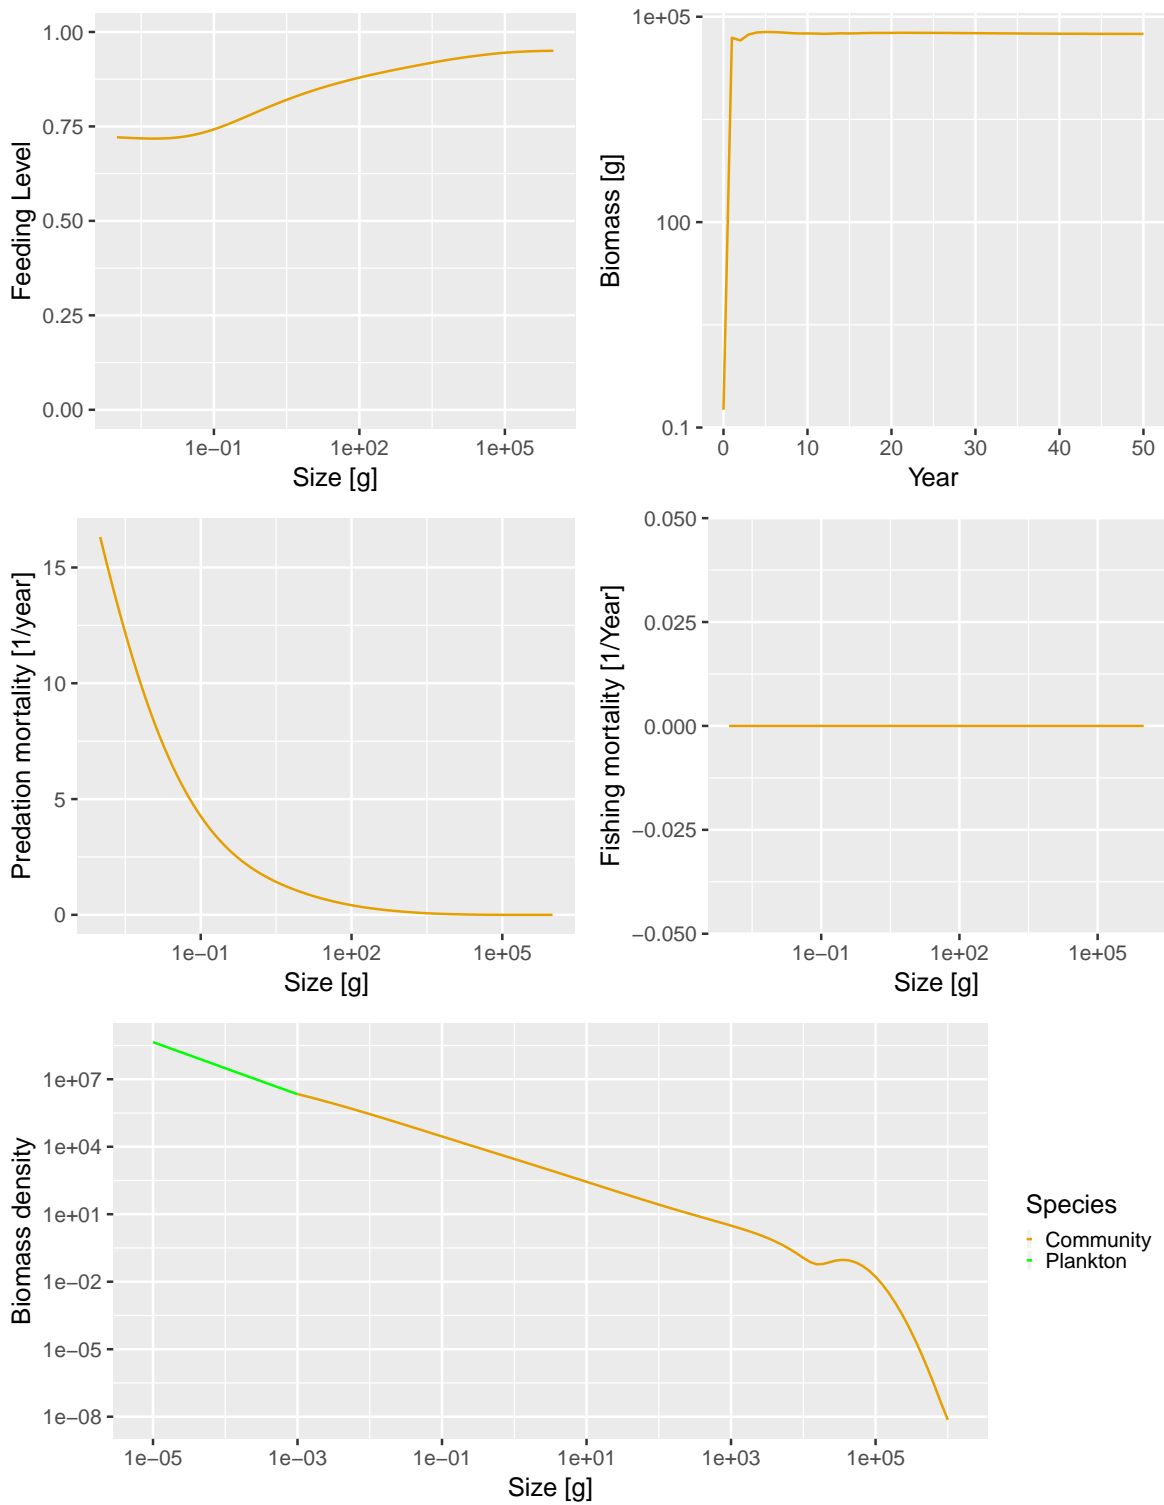 1.00
0.75
0.50
0.25
0.00
Feeding Level
1e−01 1e+02 1e+05
Size [g]
1e+05
100
0.1
Biomass [g]
0 10 20 30 40 50
Year
15
10
5
0
Predation mortality [1/year]
1e−01 1e+02 1e+05
Size [g]
0.050
0.025
0.000
−0.025
−0.050
Fishing mortality [1/Year]
1e−01 1e+02 1e+05
Size [g]
1e+07
1e+04
1e+01
1e−02
1e−05
1e−08
Biomass density
1e−05 1e−03 1e−01 1e+01 1e+03 1e+05
Size [g]
Species
Community
Plankton